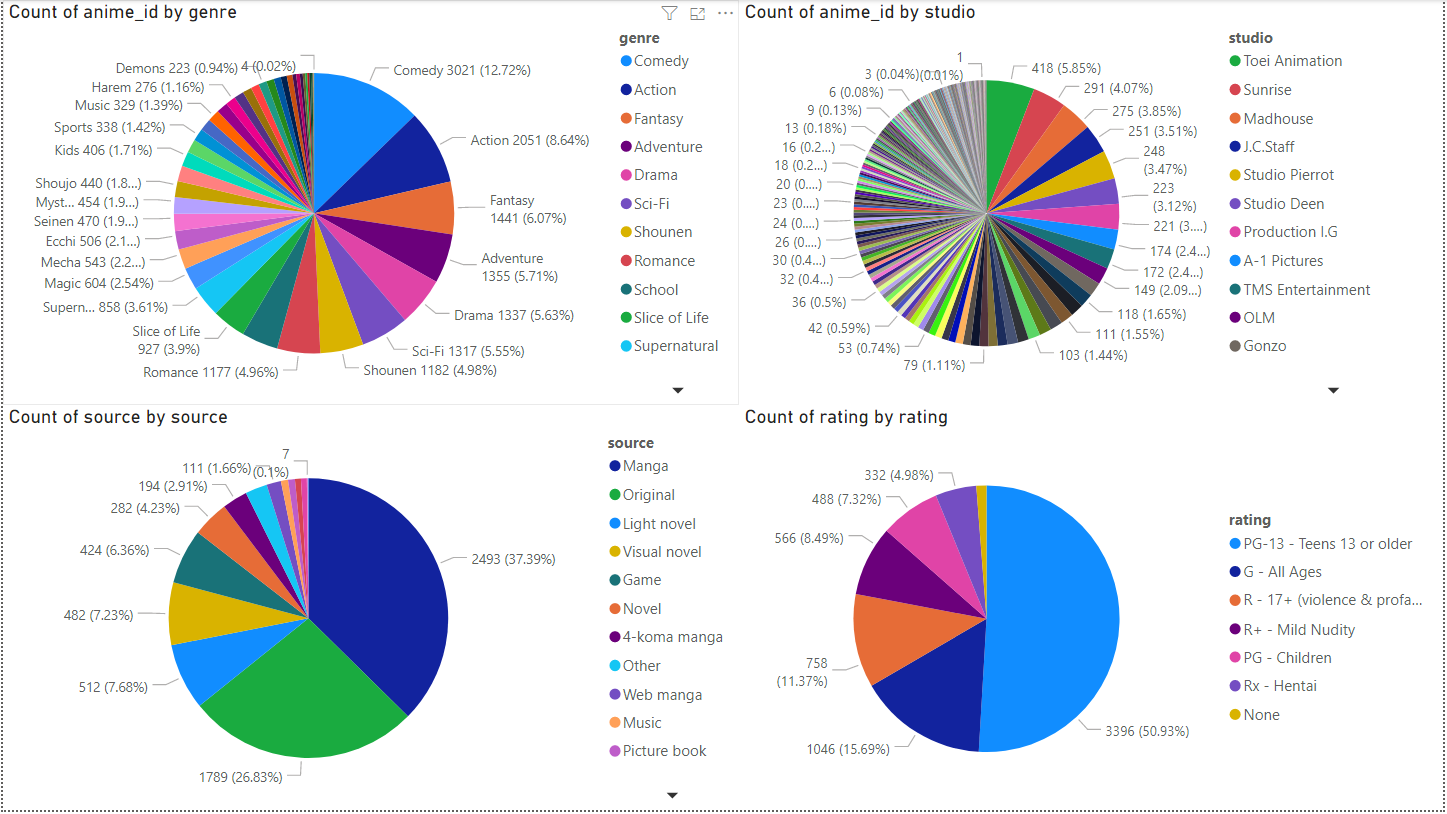 Count of anime_id by genre
Demons 223 (0.94%)
4 (0.02%)
Harem 276 (1.16%)
Music 329 (1.39%)
Sports 338 (1.42%)
Kids 406 (1.71%)
Shoujo 440 (1.8...)
Myst... 454 (1.9...)
Seinen 470 (1.9...)
Ecchi 506 (2.1...)
Mecha 543 (2.2...)
Magic 604 (2.54%)
Supern... 858 (3.61%)
Slice of Life
927 (3.9%)
Romance 1177 (4.96%)
Comedy 3021 (12.72%)
Action 2051 (8.64%)
Fantasy
1441 (6.07%)
Adventure
1355 (5.71%)
Drama 1337 (5.63%)
Sci-Fi 1317 (5.55%)
Shounen 1182 (4.98%)
genre
Comedy
Action
Fantasy
Adventure
Drama
Sci-Fi
Shounen
Romance
School
Slice of Life
Supernatural
Count of anime_id by studio
1
(0.01%)
3 (0.04%)
6 (0.08%)
9 (0.13%)
13 (0.18%)
16 (0.2...)
18 (0.2...)
20 (0....)
23 (0....)
24 (0....)
26 (0....)
30 (0.4...)
32 (0.4...)
36 (0.5%)
42 (0.59%)
53 (0.74%)
79 (1.11%)
418 (5.85%)
291 (4.07%)
275 (3.85%)
251 (3.51%)
248
(3.47%)
223
(3.12%)
221 (3....)
174 (2.4...)
172 (2.4...)
149 (2.09...)
118 (1.65%)
111 (1.55%)
103 (1.44%)
studio
Toei Animation
Sunrise
Madhouse
J.C.Staff
Studio Pierrot
Studio Deen
Production I.G
A-1 Pictures
TMS Entertainment
OLM
Gonzo
Count of source by source
7
(0.1%)
111 (1.66%)
194 (2.91%)
282 (4.23%)
424 (6.36%)
482 (7.23%)
512 (7.68%)
1789 (26.83%)
2493 (37.39%)
source
Manga
Original
Light novel
Visual novel
Game
Novel
4-koma manga
Other
Web manga
Music
Picture book
Count of rating by rating
332 (4.98%)
488 (7.32%)
566 (8.49%)
758
(11.37%)
1046 (15.69%)
3396 (50.93%)
rating
PG-13 - Teens 13 or older
G - All Ages
R - 17+ (violence & profa...
R+ - Mild Nudity
PG - Children
Rx - Hentai
None